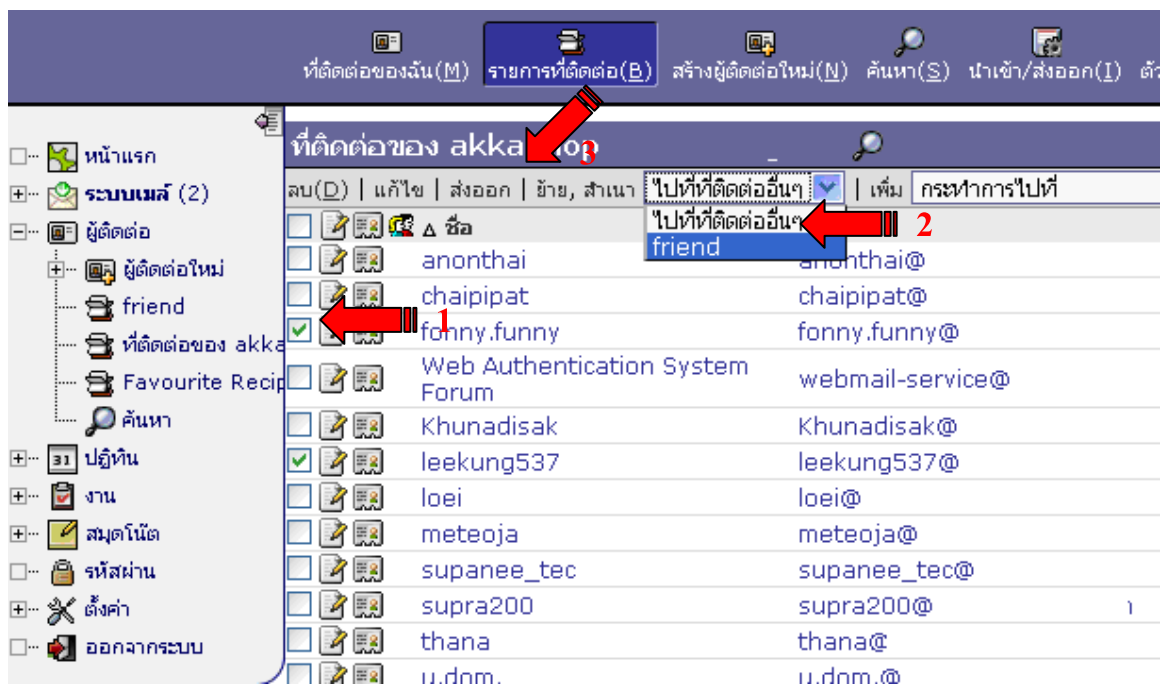 ที่ติดต่อของฉัน(M) รายการที่ติดต่อ(B) สร้างผู้ติดต่อใหม่(N) ค้นหา(S) นำเข้า/ส่งออก(I)
หน้าแรก
ระบบเมล์ (2)
ผู้ติดต่อ
ผู้ติดต่อใหม่
friend
ที่ติดต่อของ akka
Favourite Recip
ค้นหา
31 ปฏิทิน
งาน
สมุดโน๊ต
รหัสผ่าน
ตั้งค่า
ออกจากระบบ
ที่ติดต่อของ akka op
3
ลบ(D) | แก้ไข | ส่งออก | ย้าย, สำเนา ไปที่ที่ติดต่ออื่นๆ | เพิ่ม กระทำการไปที่
ไปที่ที่ติดต่ออื่นๆ 2
friend
ชื่อ
anonthai anonthai@
chaipipat chaipipat@
1
fonny.funny fonny.funny@
Web Authentication System
Forum webmail-service@
Khunadisak Khunadisak@
leekung537 leekung537@
loei loei@
meteoja meteoja@
supanee_tec supanee_tec@
supra200 supra200@
thana thana@
u.dom. u.dom.@